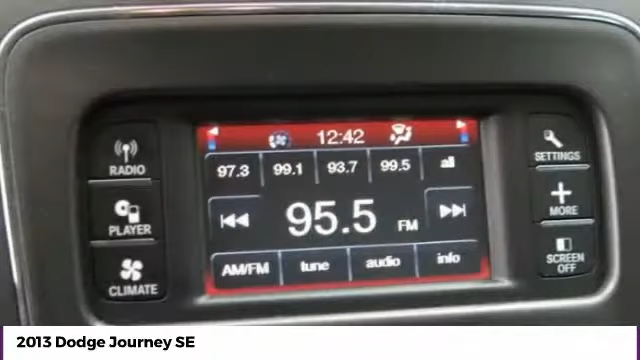 12:42
RADIO
97.3 99.1 93.7 99.5 all
SETTINGS
PLAYER
95.5 FM
MORE
CLIMATE
AM/FM tune audio info
SCREEN
OFF
2013 Dodge Journey SE